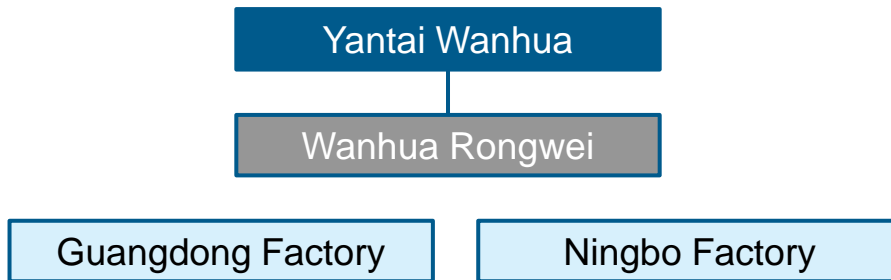 Yantai Wanhua
Wanhua Rongwei
Guangdong Factory
Ningbo Factory